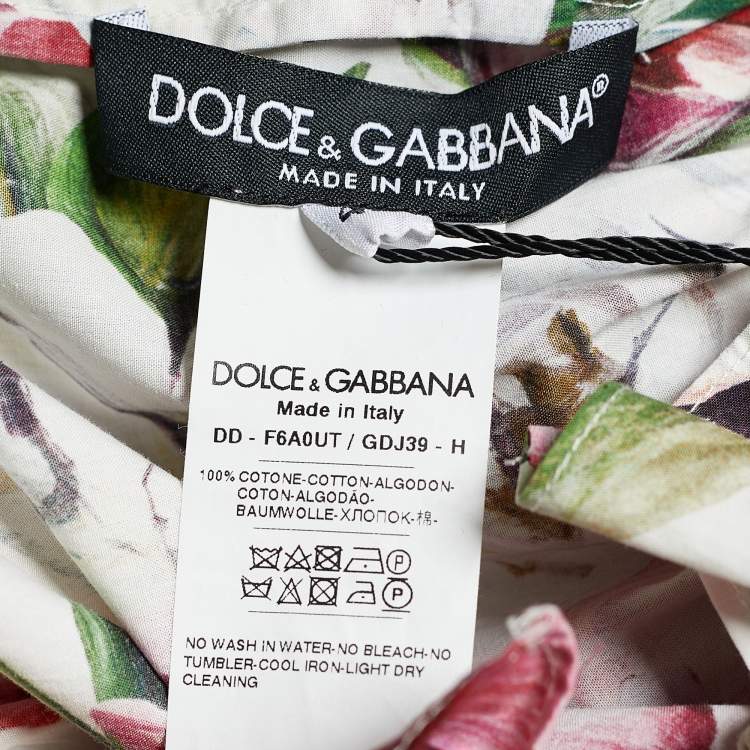 DOLCE & GABBANA®
MADE IN ITALY
DOLCE & GABBANA
Made in Italy
DD - F6A0UT / GDJ39 - H
100% COTONE-COTTON-ALGODON-
COTON-ALGODÃO-
BAUMWOLLE-ХЛОПОК-棉-
P
P
NO WASH IN WATER-NO BLEACH-NO
TUMBLER-COOL IRON-LIGHT DRY
CLEANING